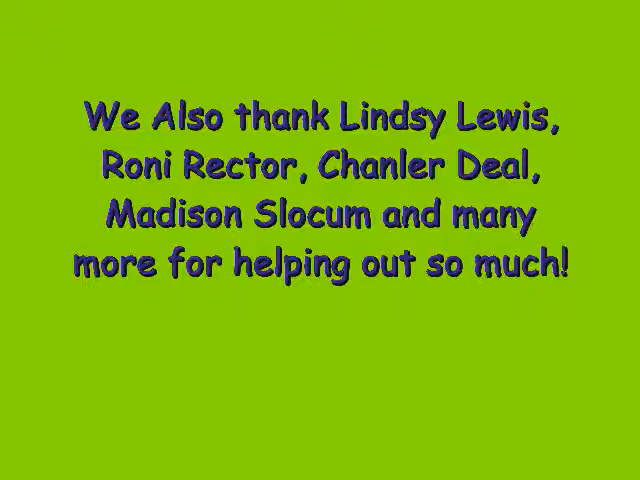 We Also thank Lindsy Lewis,
Roni Rector, Chanler Deal,
Madison Slocum and many
more for helping out so much!